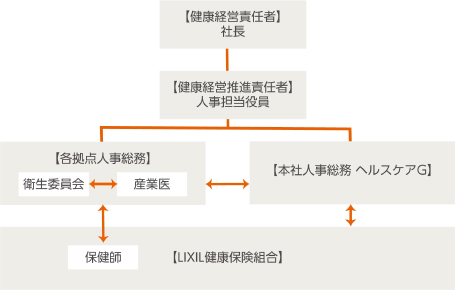 【健康経営責任者】
社長
【健康経営推進責任者】
人事担当役員
【各拠点人事総務】
衛生委員会
産業医
【本社人事総務 ヘルスケアG】
保健師
【LIXIL健康保険組合】